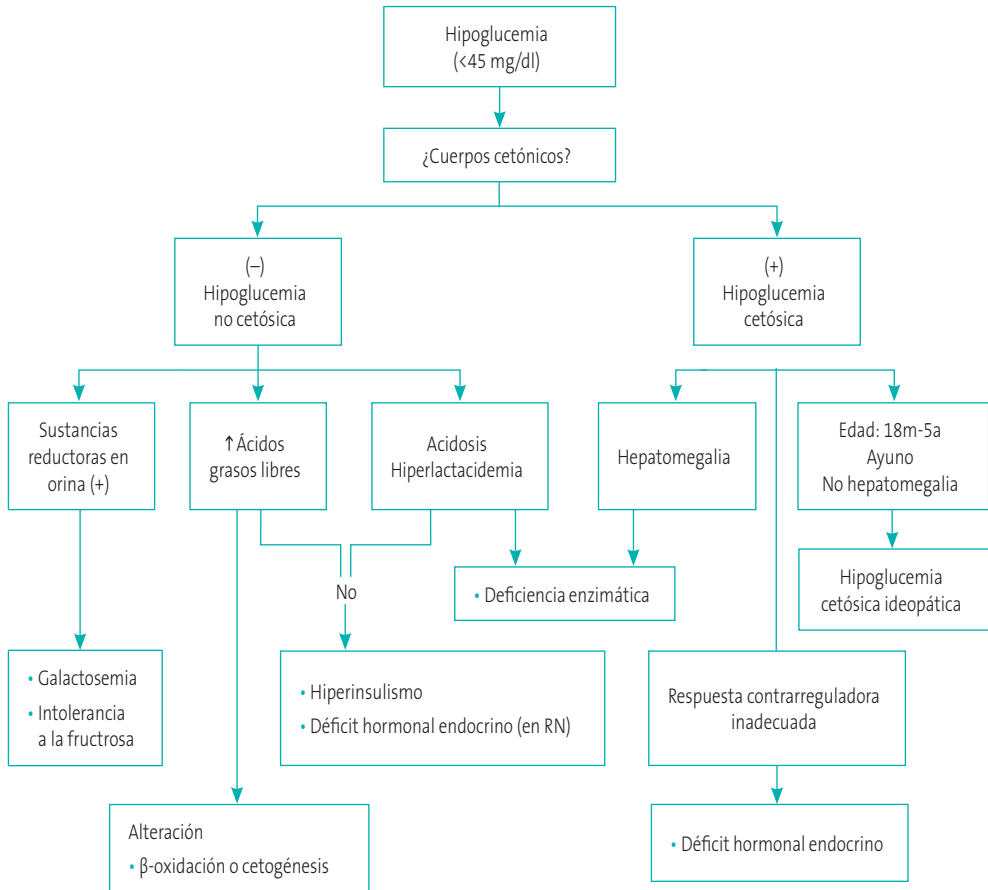 Hipoglucemia
(<45 mg/dl)
¿Cuerpos cetónicos?
(–)
Hipoglucemia
no cetósica
(+)
Hipoglucemia
cetósica
Sustancias
reductoras en
orina (+)
↑Ácidos
grasos libres
Acidosis
Hiperlactacidemia
Hepatomegalia
Edad: 18m-5a
Ayuno
No hepatomegalia
No
• Deficiencia enzimática
Hipoglucemia
cetósica ideopática
• Galactosemia
• Intolerancia
a la fructrosa
• Hiperinsulismo
• Déficit hormonal endocrino (en RN)
Respuesta contrarreguladora
inadecuada
Alteración
• β-oxidación o cetogénesis
• Déficit hormonal endocrino